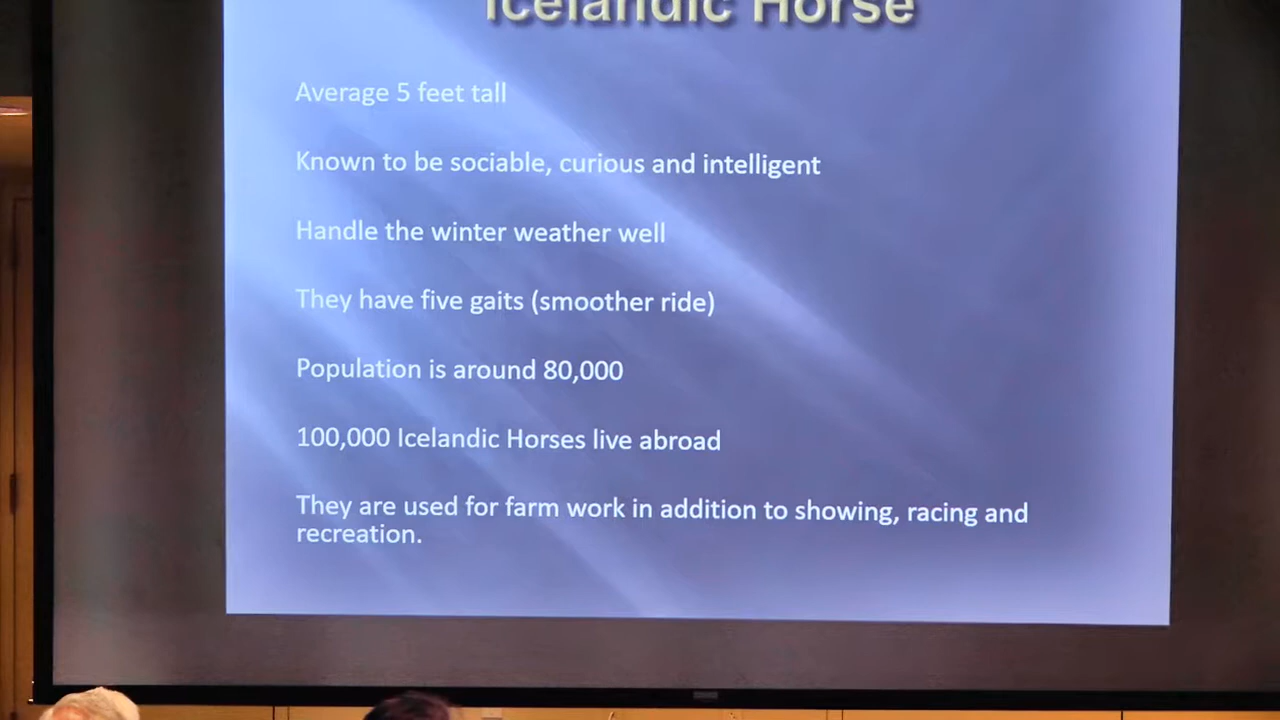 Icelandic Horse
Average 5 feet tall
Known to be sociable, curious and intelligent
Handle the winter weather well
They have five gaits (smoother ride)
Population is around 80,000
100,000 Icelandic Horses live abroad
They are used for farm work in addition to showing, racing and
recreation.